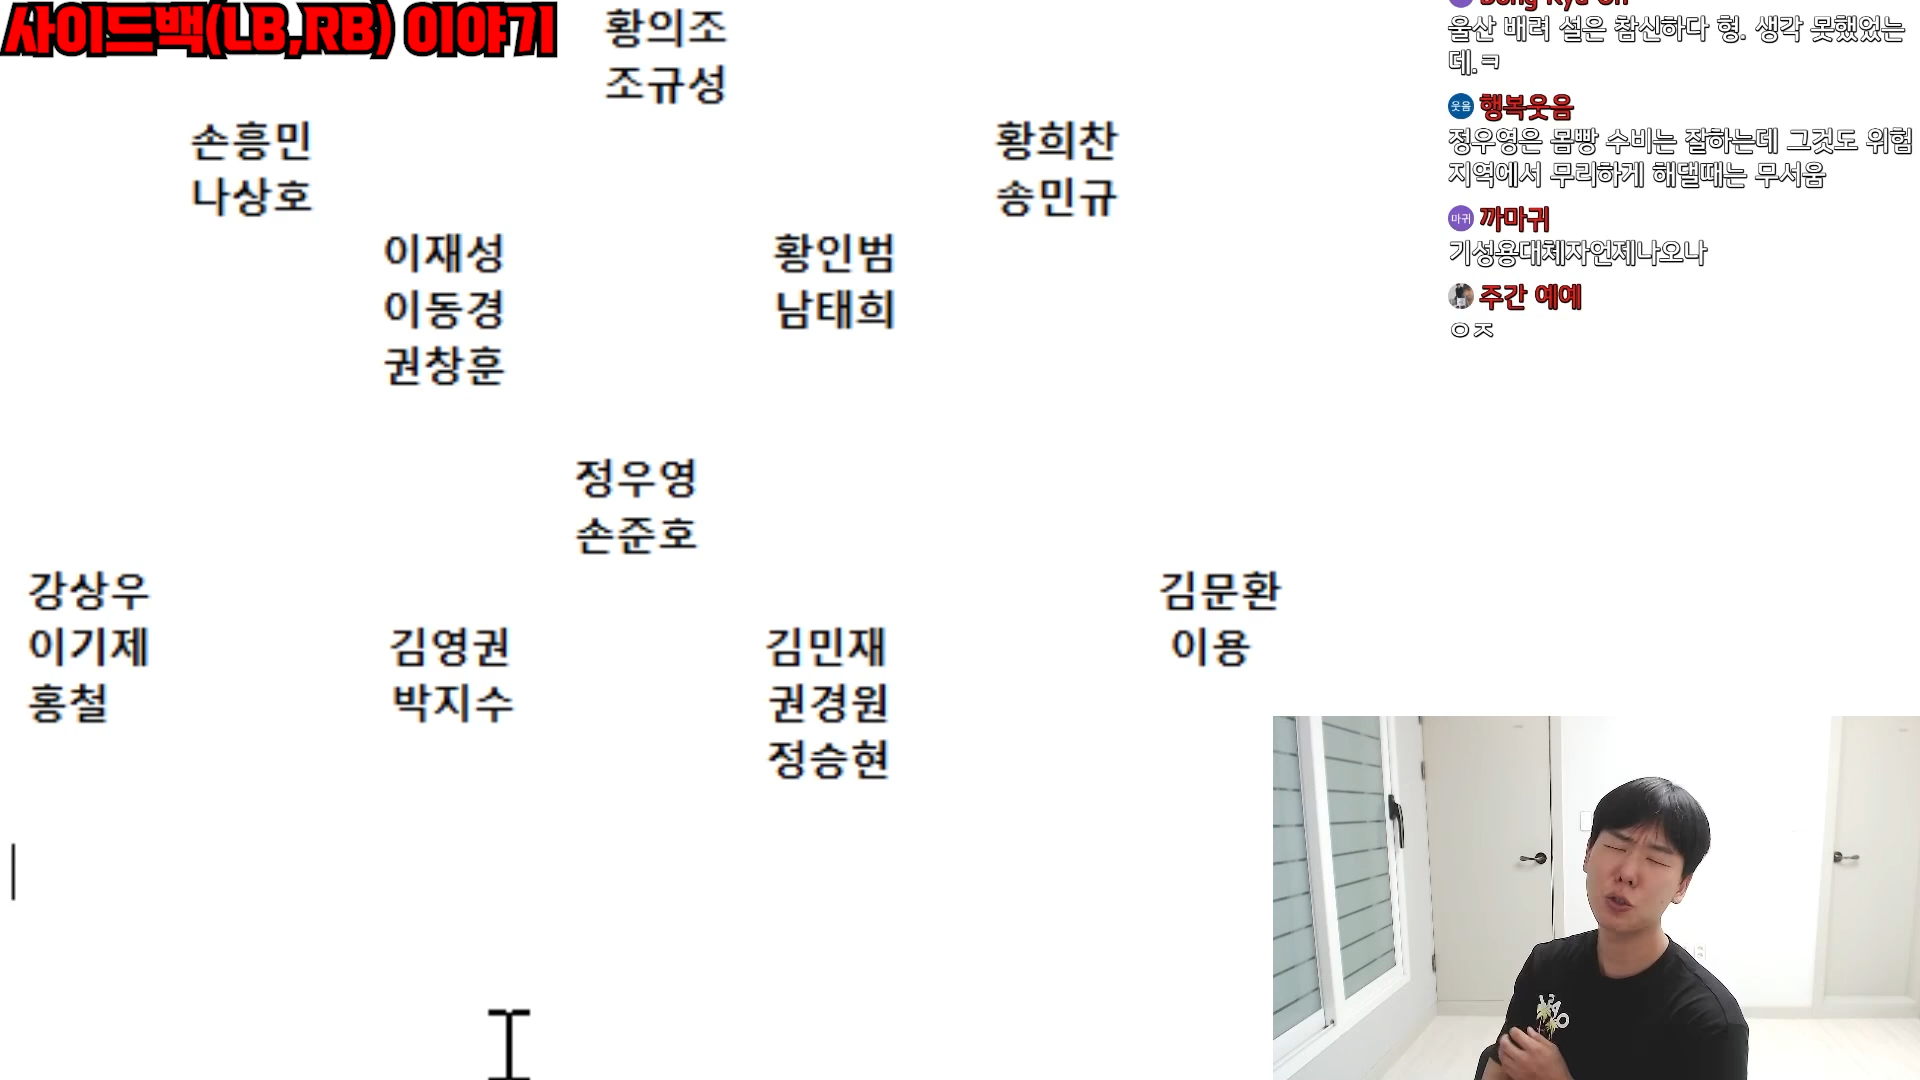 사이드백(LB,RB) 이야기
황의조
조규성
손흥민
황희찬
나상호
송민규
이재성
황인범
이동경
남태희
권창훈
정우영
손준호
강상우
김문환
이기제
김영권
김민재
이용
홍철
박지수
권경원
정승현
울산 배려 설은 참신하다 형. 생각 못했었는
데.ㅋ
웃음 행복웃음
정우영은 몸빵 수비는 잘하는데 그것도 위험
지역에서 무리하게 해댈때는 무서움
마귀 까마귀
기성용대체자언제나오나
주간 예예
ㅇㅈ